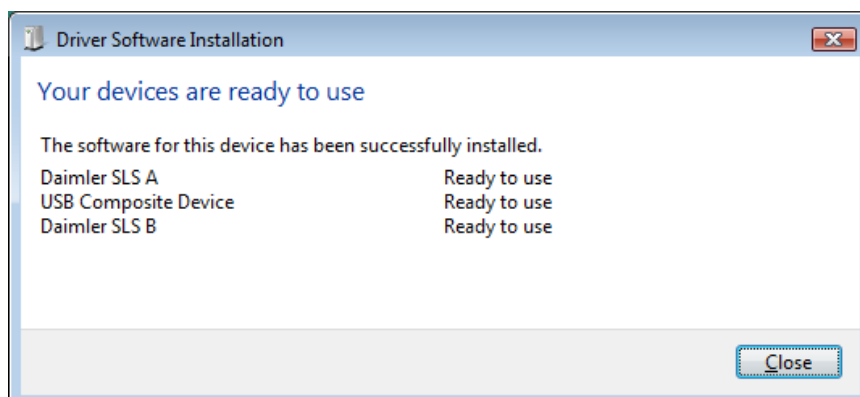 Driver Software Installation
Your devices are ready to use
The software for this device has been successfully installed.
Daimler SLS A Ready to use
USB Composite Device Ready to use
Daimler SLS B Ready to use
Close